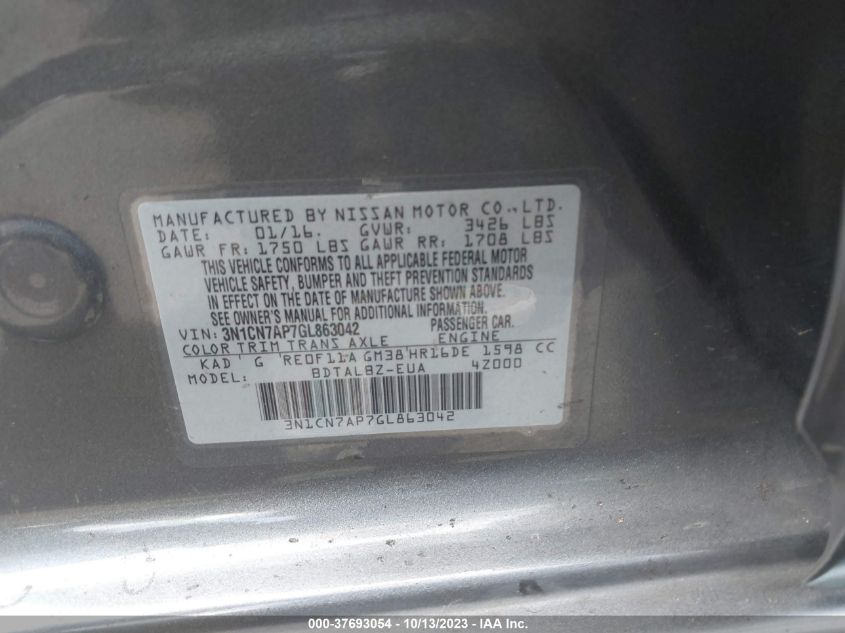 MANUFACTURED BY NISSAN MOTOR CO., LTD.
DATE: 01/16. GVWR: 3426 LBS
GAWR FR: 1750 LBS GAWR RR: 1708 LBS
THIS VEHICLE CONFORMS TO ALL APPLICABLE FEDERAL MOTOR
VEHICLE SAFETY, BUMPER AND THEFT PREVENTION STANDARDS
IN EFFECT ON THE DATE OF MANUFACTURE SHOWN ABOVE.
SEE OWNER'S MANUAL FOR ADDITIONAL INFORMATION.
VIN: 3N1CN7AP7GL863042 PASSENGER CAR.
COLOR TRIM TRANS AXLE ENGINE
KAD G RE0F11A GM38 HR16DE 1598 CC
MODEL: BDTALBZ-EUA 4Z000
3N1CN7AP7GL863042
000-37693054 - 10/13/2023 - IAA Inc.